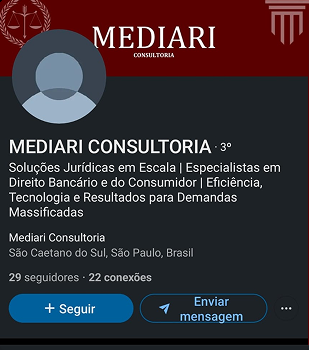 MEDIARI
CONSULTORIA
MEDIARI CONSULTORIA · 3º
Soluções Jurídicas em Escala | Especialistas em
Direito Bancário e do Consumidor | Eficiência,
Tecnologia e Resultados para Demandas
Massificadas
Mediari Consultoria
São Caetano do Sul, São Paulo, Brasil
29 seguidores · 22 conexões
+ Seguir
Enviar
mensagem